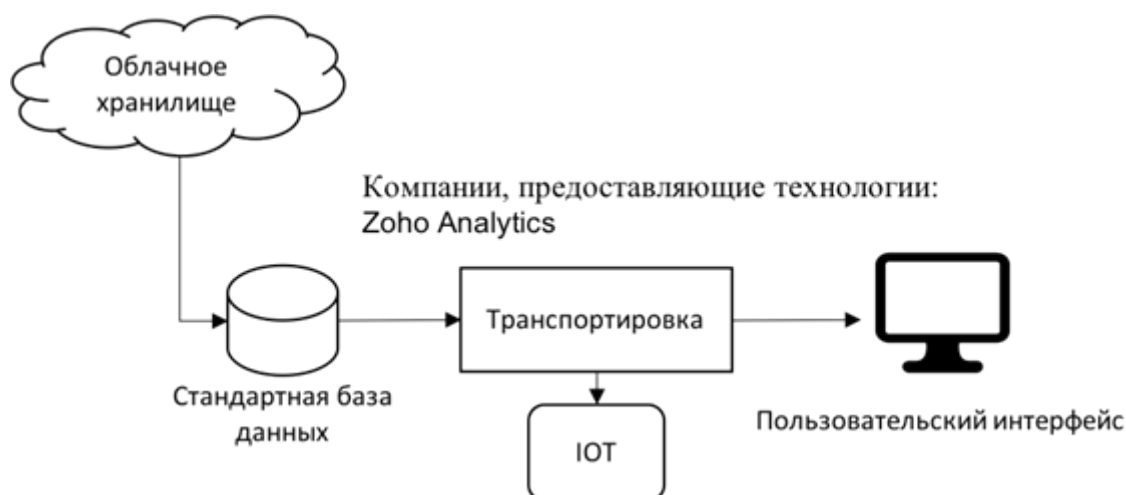 Облачное
хранилище
Компании, предоставляющие технологии:
Zoho Analytics
Транспортировка
Стандартная база
данных
IOT
Пользовательский интерфейс